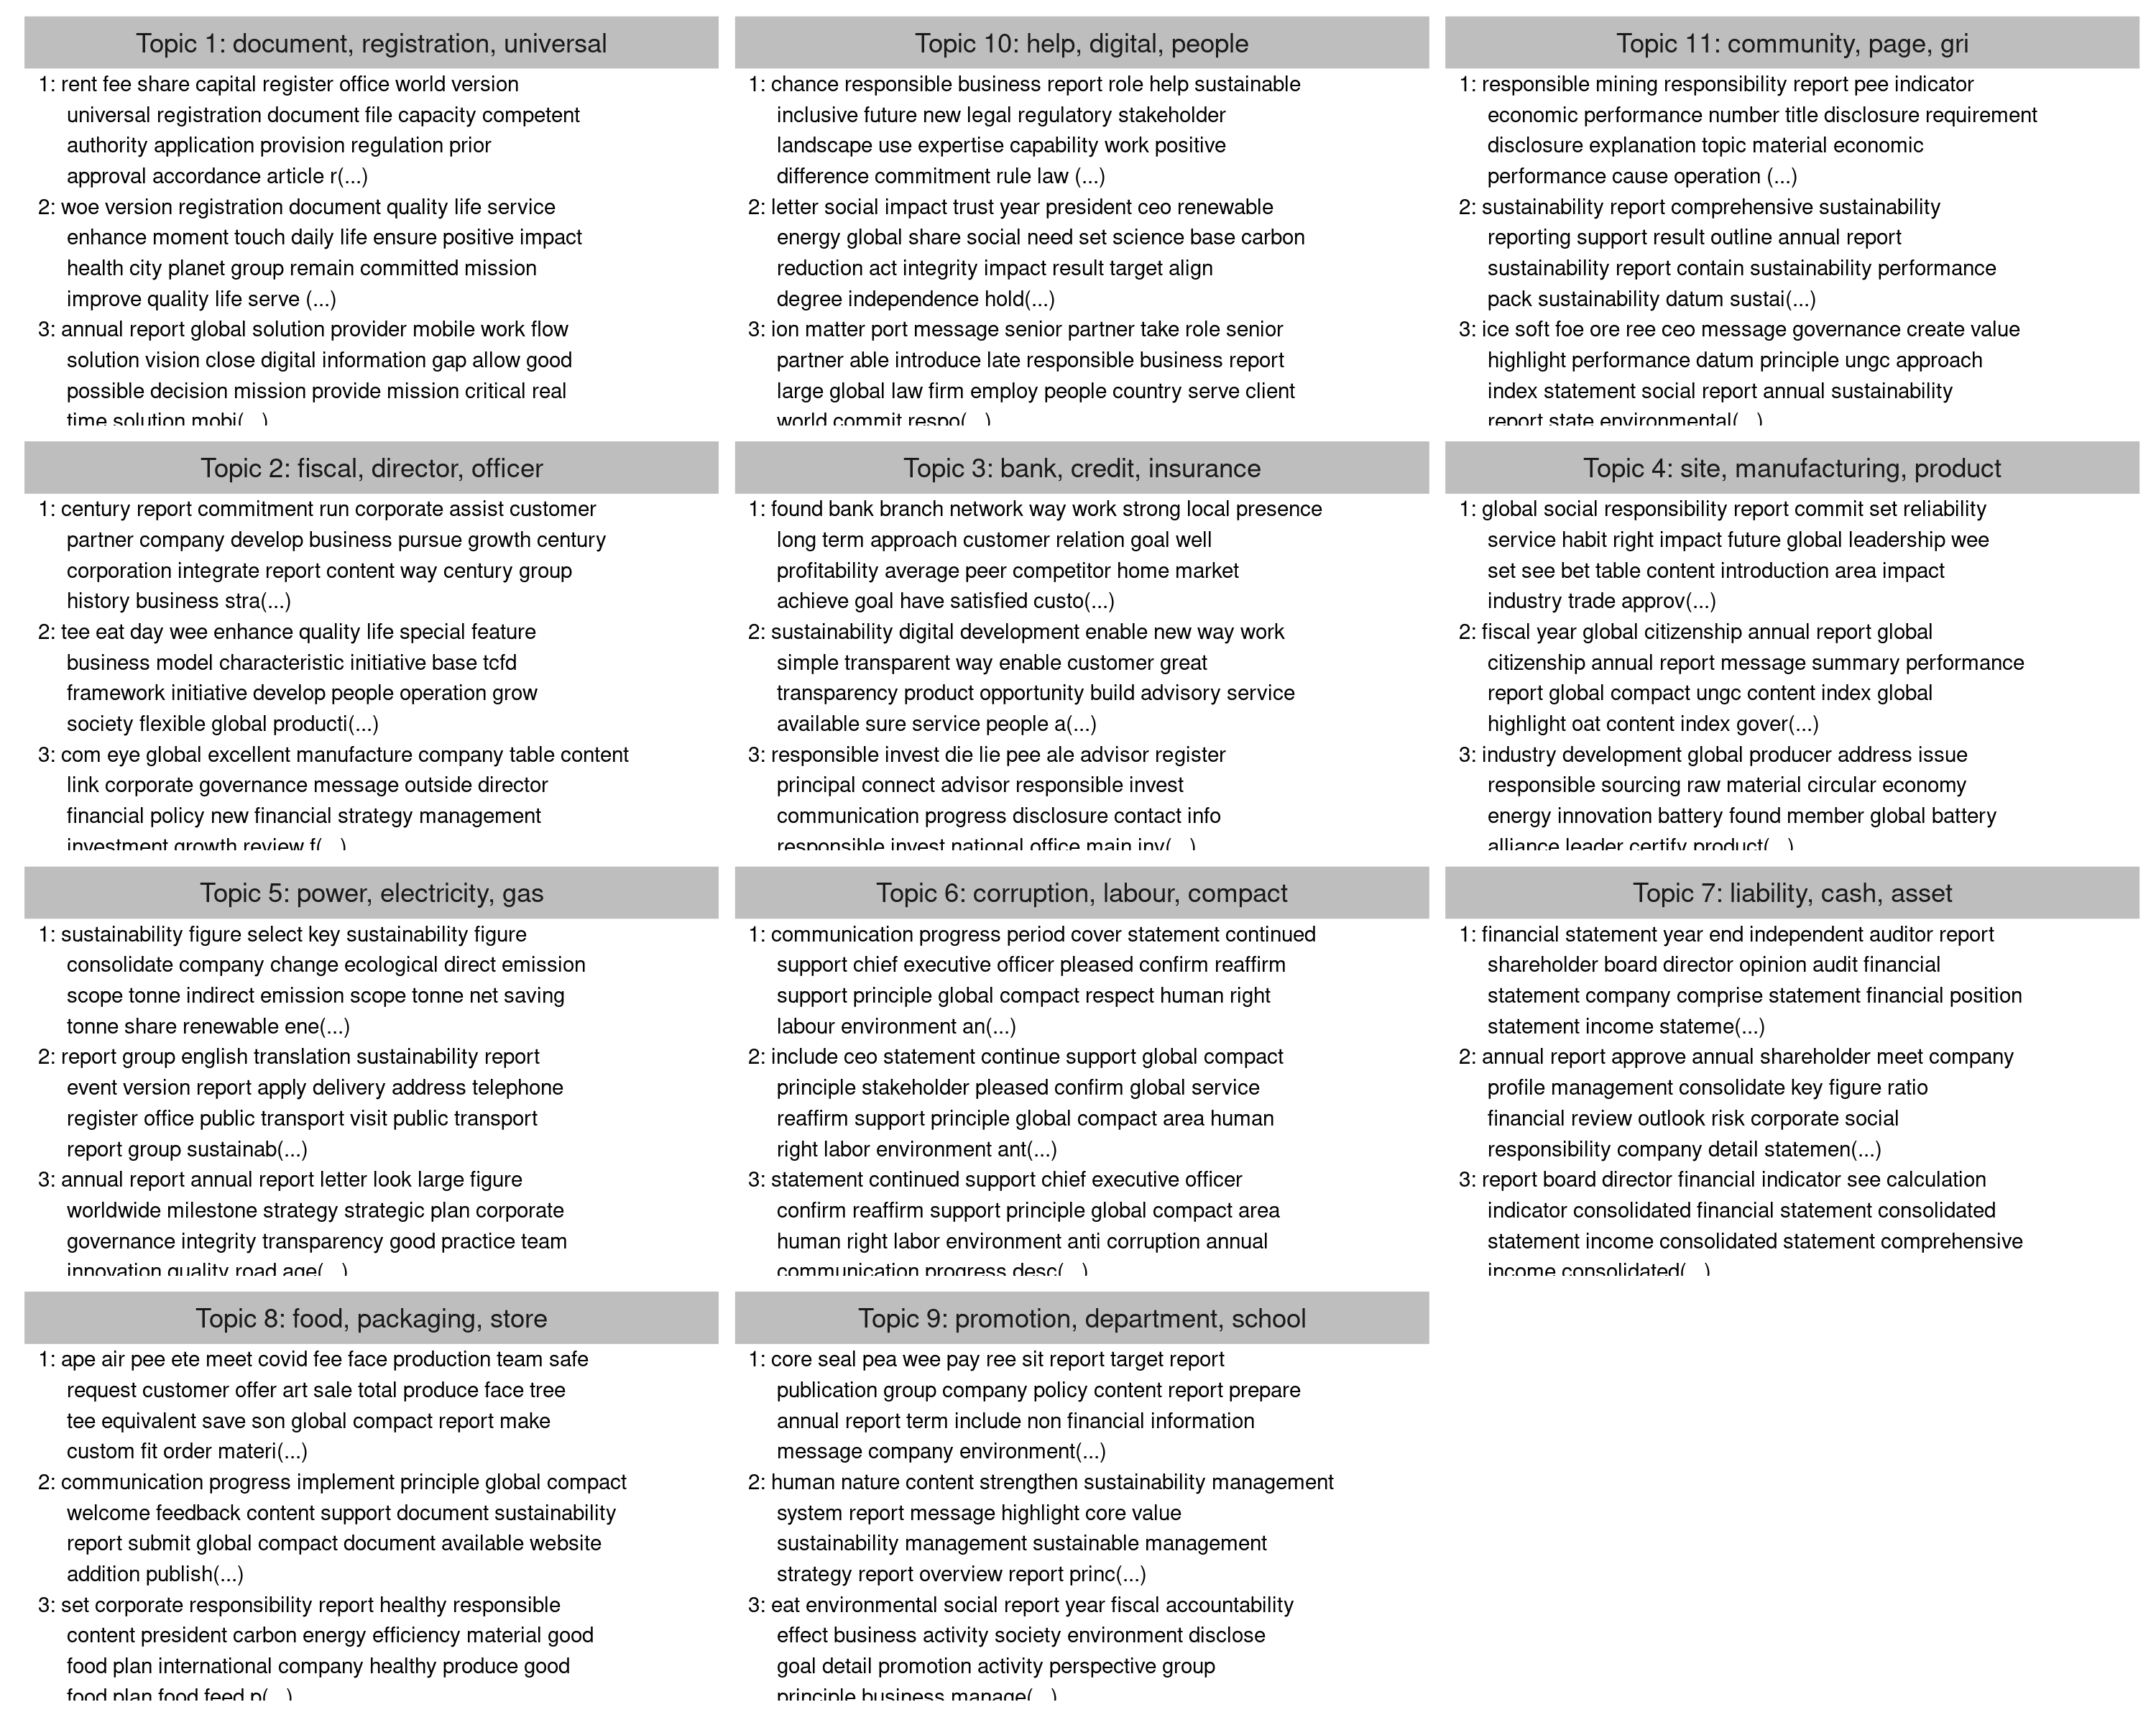 Topic 1: document, registration, universal
1: rent fee share capital register office world version
universal registration document file capacity competent
authority application provision regulation prior
approval accordance article r(...)
2: woe version registration document quality life service
enhance moment touch daily life ensure positive impact
health city planet group remain committed mission
improve quality life serve (...)
3: annual report global solution provider mobile work flow
solution vision close digital information gap allow good
possible decision mission provide mission critical real
time solution mobi(...)
Topic 10: help, digital, people
1: chance responsible business report role help sustainable
inclusive future new legal regulatory stakeholder
landscape use expertise capability work positive
difference commitment rule law (...)
2: letter social impact trust year president ceo renewable
energy global share social need set science base carbon
reduction act integrity impact result target align
degree independence hold(...)
3: ion matter port message senior partner take role senior
partner able introduce late responsible business report
large global law firm employ people country serve client
world commit respo(...)
Topic 11: community, page, gri
1: responsible mining responsibility report pee indicator
economic performance number title disclosure requirement
disclosure explanation topic material economic
performance cause operation (...)
2: sustainability report comprehensive sustainability
reporting support result outline annual report
sustainability report contain sustainability performance
pack sustainability datum sustai(...)
3: ice soft foe ore ree ceo message governance create value
highlight performance datum principle ungc approach
index statement social report annual sustainability
report state environmental(...)
Topic 2: fiscal, director, officer
1: century report commitment run corporate assist customer
partner company develop business pursue growth century
corporation integrate report content way century group
history business stra(...)
2: tee eat day wee enhance quality life special feature
business model characteristic initiative base tcfd
framework initiative develop people operation grow
society flexible global producti(...)
3: com eye global excellent manufacture company table content
link corporate governance message outside director
financial policy new financial strategy management
investment growth review f(...)
Topic 3: bank, credit, insurance
1: found bank branch network way work strong local presence
long term approach customer relation goal well
profitability average peer competitor home market
achieve goal have satisfied custo(...)
2: sustainability digital development enable new way work
simple transparent way enable customer great
transparency product opportunity build advisory service
available sure service people a(...)
3: responsible invest die lie pee ale advisor register
principal connect advisor responsible invest
communication progress disclosure contact info
responsible invest national office main inv(...)
Topic 4: site, manufacturing, product
1: global social responsibility report commit set reliability
service habit right impact future global leadership wee
set see bet table content introduction area impact
industry trade approv(...)
2: fiscal year global citizenship annual report global
citizenship annual report message summary performance
report global compact ungc content index global
highlight oat content index gover(...)
3: industry development global producer address issue
responsible sourcing raw material circular economy
energy innovation battery found member global battery
alliance leader certify product(...)
Topic 5: power, electricity, gas
1: sustainability figure select key sustainability figure
consolidate company change ecological direct emission
scope tonne indirect emission scope tonne net saving
tonne share renewable ene(...)
2: report group english translation sustainability report
event version report apply delivery address telephone
register office public transport visit public transport
report group sustainab(...)
3: annual report annual report letter look large figure
worldwide milestone strategy strategic plan corporate
governance integrity transparency good practice team
innovation quality road age(...)
Topic 6: corruption, labour, compact
1: communication progress period cover statement continued
support chief executive officer pleased confirm reaffirm
support principle global compact respect human right
labour environment an(...)
2: include ceo statement continue support global compact
principle stakeholder pleased confirm global service
reaffirm support principle global compact area human
right labor environment ant(...)
3: statement continued support chief executive officer
confirm reaffirm support principle global compact area
human right labor environment anti corruption annual
communication progress desc(...)
Topic 7: liability, cash, asset
1: financial statement year end independent auditor report
shareholder board director opinion audit financial
statement company comprise statement financial position
statement income stateme(...)
2: annual report approve annual shareholder meet company
profile management consolidate key figure ratio
financial review outlook risk corporate social
responsibility company detail statemen(...)
3: report board director financial indicator see calculation
indicator consolidated financial statement consolidated
statement income consolidated statement comprehensive
income consolidated(...)
Topic 8: food, packaging, store
1: ape air pee ete meet covid fee face production team safe
request customer offer art sale total produce face tree
tee equivalent save son global compact report make
custom fit order materi(...)
2: communication progress implement principle global compact
welcome feedback content support document sustainability
report submit global compact document available website
addition publish(...)
3: set corporate responsibility report healthy responsible
content president carbon energy efficiency material good
food plan international company healthy produce good
food plan food feed p(...)
Topic 9: promotion, department, school
1: core seal pea wee pay ree sit report target report
publication group company policy content report prepare
annual report term include non financial information
message company environment(...)
2: human nature content strengthen sustainability management
system report message highlight core value
sustainability management sustainable management
strategy report overview report princ(...)
3: eat environmental social report year fiscal accountability
effect business activity society environment disclose
goal detail promotion activity perspective group
principle business manage(...)